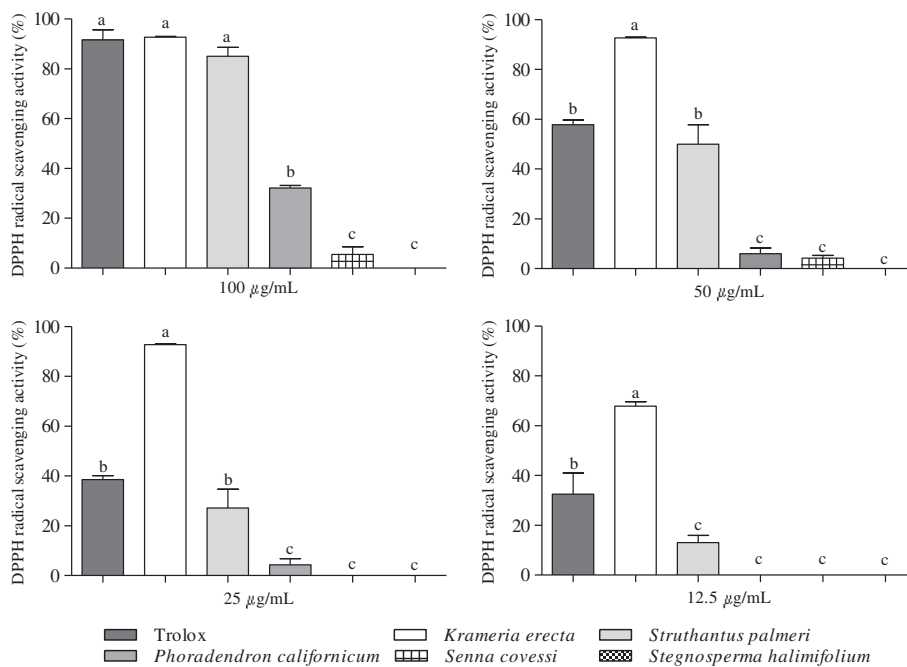 DPPH radical scavenging activity (%)
100
80
60
40
20
0
a
a
a
b
c
c
100 µg/mL
DPPH radical scavenging activity (%)
100
80
60
40
20
0
b
a
b
c
c
c
50 µg/mL
DPPH radical scavenging activity (%)
100
80
60
40
20
0
b
a
b
c
c
c
25 µg/mL
DPPH radical scavenging activity (%)
100
80
60
40
20
0
b
a
c
c
c
c
12.5 µg/mL
Trolox
Krameria erecta
Struthantus palmeri
Phoradendron californicum
Senna covessi
Stegnosperma halimifolium